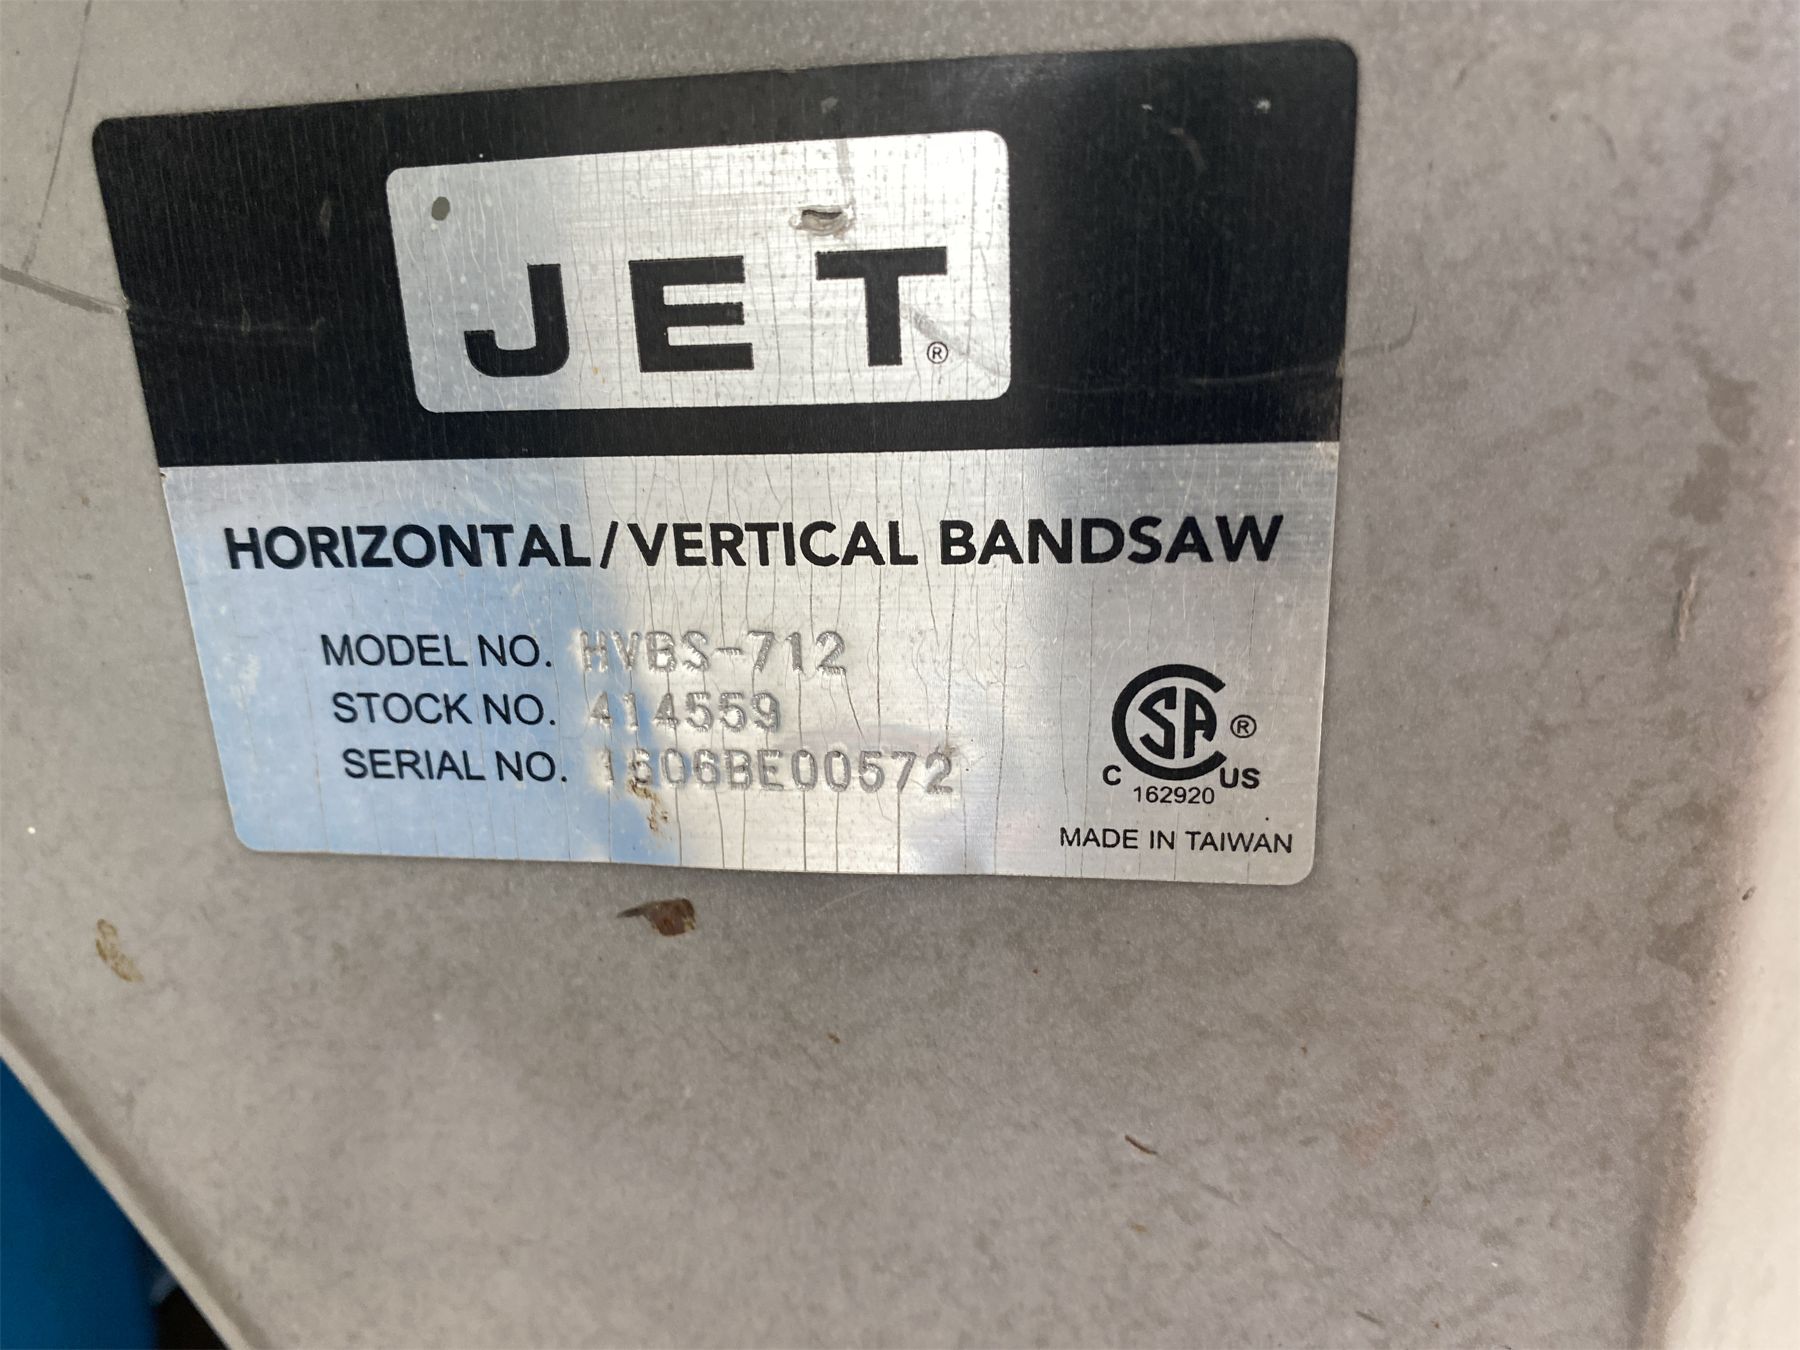 JET®
HORIZONTAL/VERTICAL BANDSAW
MODEL NO. HVBS-712
STOCK NO. 414559
SERIAL NO. 1606BE00572
CSA®
C US
162920
MADE IN TAIWAN